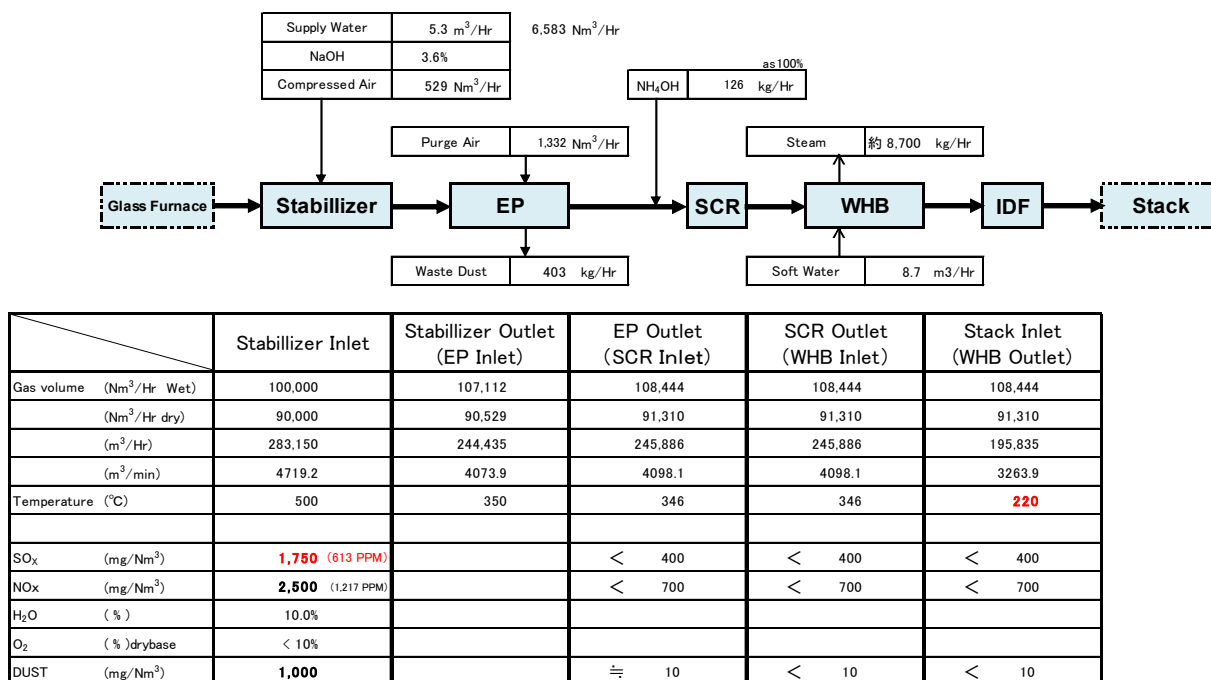 Supply Water 5.3 m³/Hr 6,583 Nm³/Hr
NaOH 3.6%
Compressed Air 529 Nm³/Hr
as100%
NH₄OH 126 kg/Hr
Purge Air 1,332 Nm³/Hr
Steam 約 8,700 kg/Hr
Glass Furnace Stabillizer EP SCR WHB IDF Stack
Waste Dust 403 kg/Hr
Soft Water 8.7 m3/Hr
Stabillizer Inlet Stabillizer Outlet (EP Inlet) EP Outlet (SCR Inlet) SCR Outlet (WHB Inlet) Stack Inlet (WHB Outlet)
Gas volume (Nm³/Hr Wet) 100,000 107,112 108,444 108,444 108,444
(Nm³/Hr dry) 90,000 90,529 91,310 91,310 91,310
(m³/Hr) 283,150 244,435 245,886 245,886 195,835
(m³/min) 4719.2 4073.9 4098.1 4098.1 3263.9
Temperature (℃) 500 350 346 346 220
SOX (mg/Nm³) 1,750 (613 PPM) < 400 < 400 < 400
NOx (mg/Nm³) 2,500 (1,217 PPM) < 700 < 700 < 700
H₂O (%) 10.0%
O₂ (%)drybase < 10%
DUST (mg/Nm³) 1,000 ≒ 10 < 10 < 10